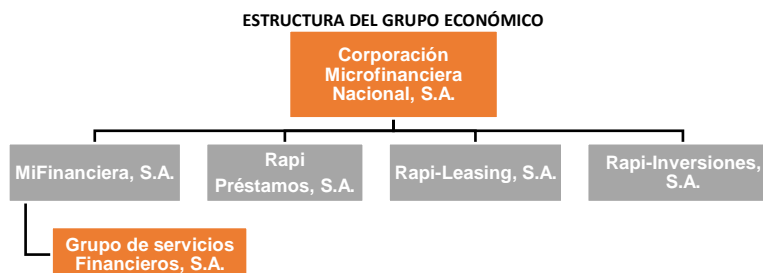 ESTRUCTURA DEL GRUPO ECONÓMICO
Corporación
Microfinanciera
Nacional, S.A.
MiFinanciera, S.A.
Rapi
Préstamos, S.A.
Rapi-Leasing, S.A.
Rapi-Inversiones,
S.A.
Grupo de servicios
Financieros, S.A.